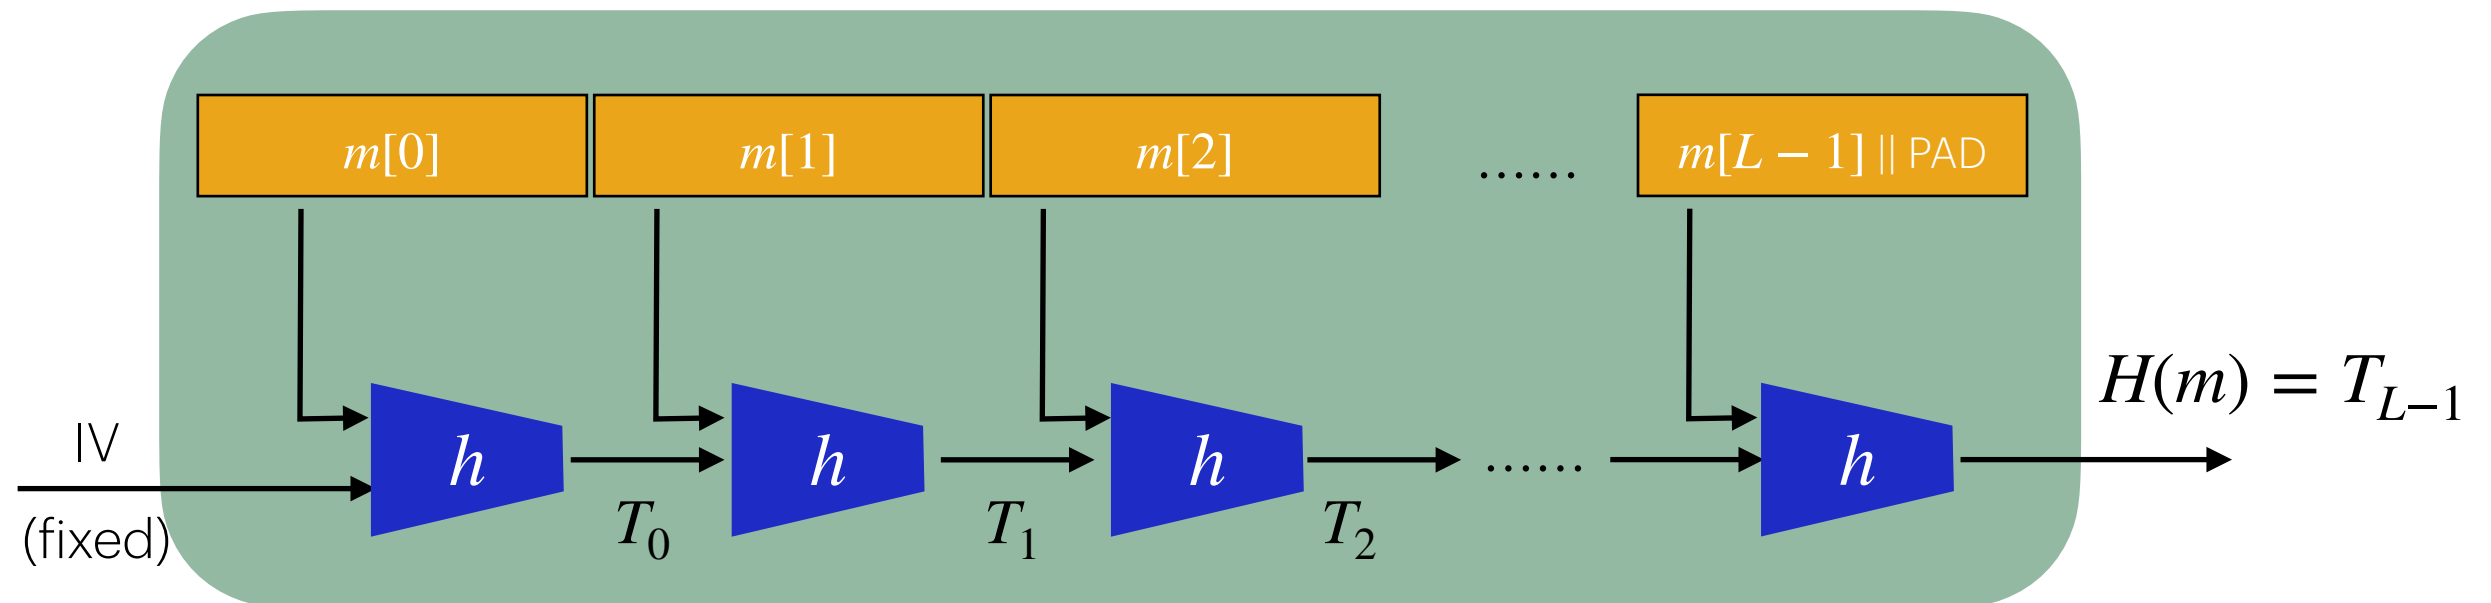 m[0] m[1] m[2] ...... m[L − 1] || PAD
H(m) = T_{L−1}
IV
h h h ...... h
(fixed)
T_0 T_1 T_2